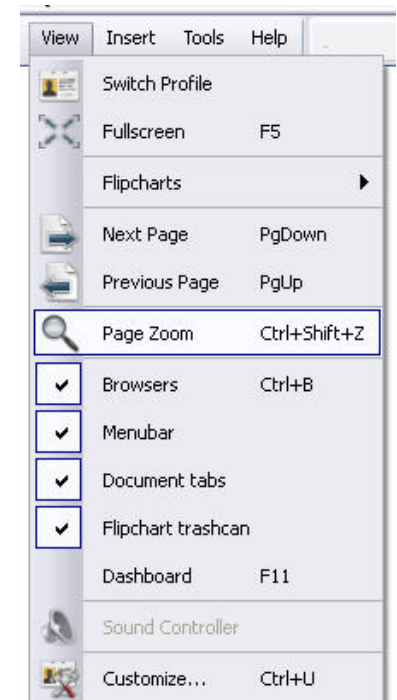 View Insert Tools Help
Switch Profile
Fullscreen F5
Flipcharts
Next Page PgDown
Previous Page PgUp
Page Zoom Ctrl+Shift+Z
Browsers Ctrl+B
Menubar
Document tabs
Flipchart trashcan
Dashboard F11
Sound Controller
Customize... Ctrl+U